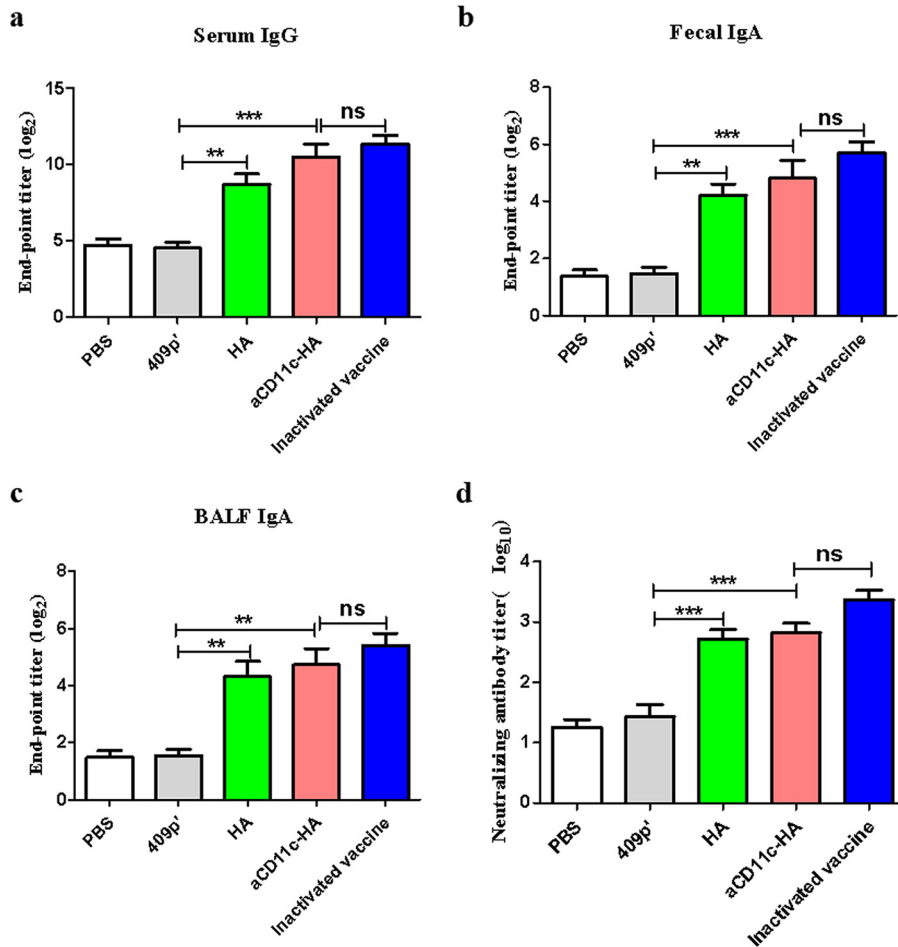 a
Serum IgG
End-point titer (log2)
15
10
5
0
***
ns
**
PBS
409p'
HA
aCD11c-HA
Inactivated vaccine
b
Fecal IgA
End-point titer (log2)
8
6
4
2
0
ns
***
**
PBS
409p'
HA
aCD11c-HA
Inactivated vaccine
c
BALF IgA
End-point titer (log2)
8
6
4
2
0
ns
**
**
PBS
409p'
HA
aCD11c-HA
Inactivated vaccine
d
Neutralizing antibody titer( log10)
4
3
2
1
0
ns
***
***
PBS
409p'
HA
aCD11c-HA
Inactivated vaccine